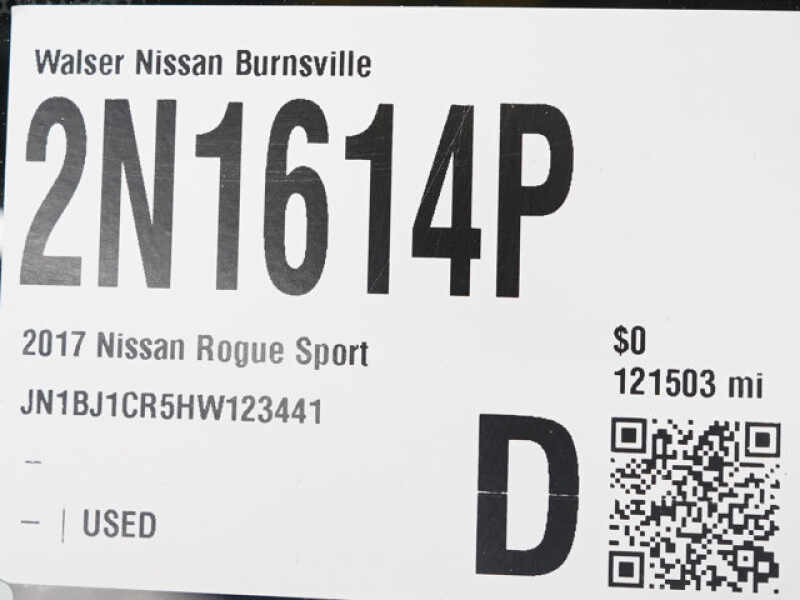 Walser Nissan Burnsville
2N1614P
2017 Nissan Rogue Sport
JN1BJ1CR5HW123441
–
– | USED
$0
121503 mi
D